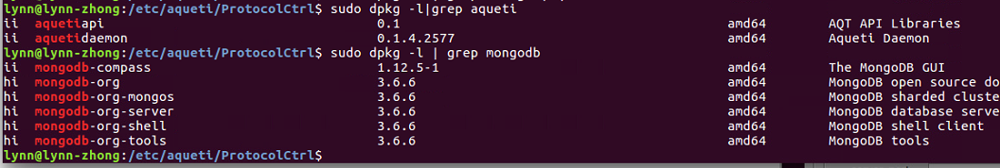 lynn@lynn-zhong:/etc/aqueti/ProtocolCtrl$ sudo dpkg -l|grep aqueti
ii aquetiapi 0.1 amd64 AQT API Libraries
ii aquetidaemon 0.1.4.2577 amd64 Aqueti Daemon
lynn@lynn-zhong:/etc/aqueti/ProtocolCtrl$ sudo dpkg -l | grep mongodb
ii mongodb-compass 1.12.5-1 amd64 The MongoDB GUI
hi mongodb-org 3.6.6 amd64 MongoDB open source do
hi mongodb-org-mongos 3.6.6 amd64 MongoDB sharded cluste
hi mongodb-org-server 3.6.6 amd64 MongoDB database serve
hi mongodb-org-shell 3.6.6 amd64 MongoDB shell client
hi mongodb-org-tools 3.6.6 amd64 MongoDB tools
lynn@lynn-zhong:/etc/aqueti/ProtocolCtrl$